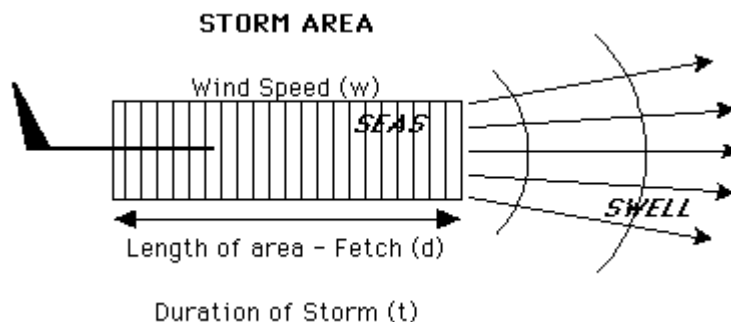 STORM AREA
Wind Speed (w)
SEAS
SWELL
Length of area - Fetch (d)
Duration of Storm (t)